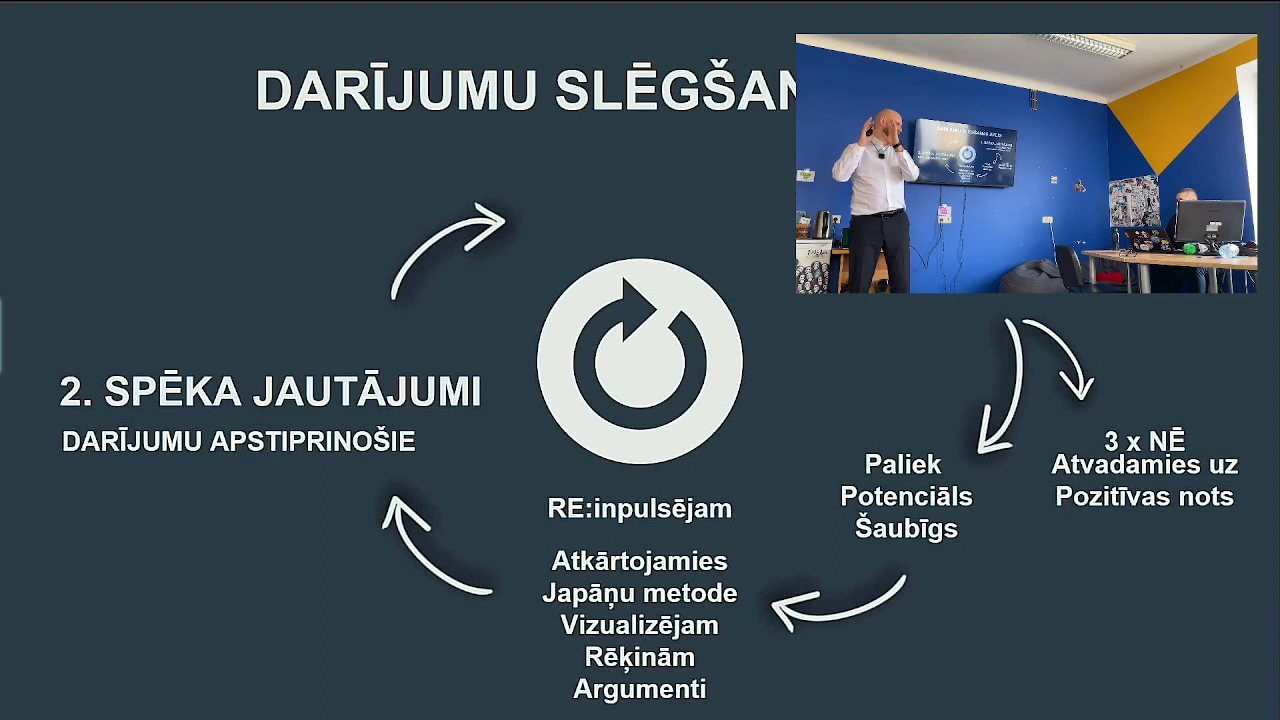 DARĪJUMU SLĒGŠAN
2. SPĒKA JAUTĀJUMI
DARĪJUMU APSTIPRINOŠIE
RE:inpulsējam
Atkārtojamies
Japāņu metode
Vizualizējam
Rēķinām
Argumenti
Paliek
Potenciāls
Šaubīgs
3 x NĒ
Atvadamies uz
Pozitīvas nots